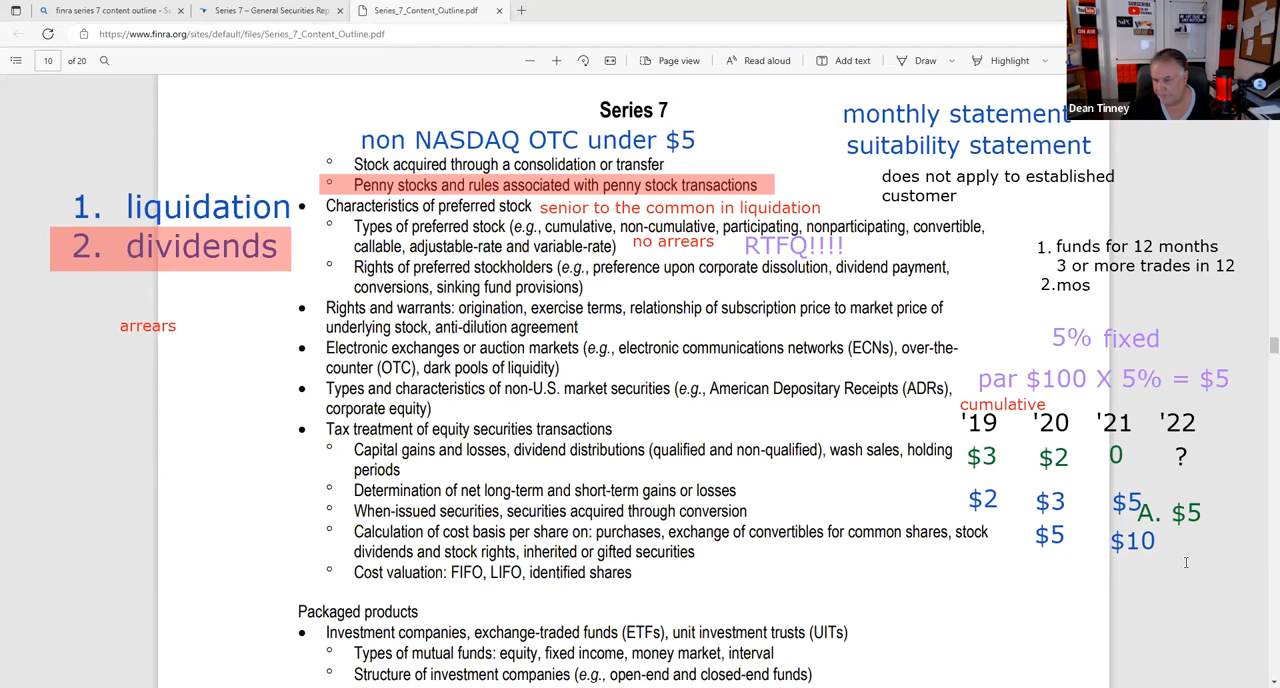 finra series 7 content outline - Su
Series 7 – General Securities Rep
Series_7_Content_Outline.pdf
https://www.finra.org/sites/default/files/Series_7_Content_Outline.pdf
10 of 20
Page view
Read aloud
Add text
Draw
Highlight
Dean Tinney
Series 7
monthly statement
non NASDAQ OTC under $5
suitability statement
Stock acquired through a consolidation or transfer
does not apply to established
customer
Penny stocks and rules associated with penny stock transactions
1. liquidation
Characteristics of preferred stock
senior to the common in liquidation
Types of preferred stock (e.g., cumulative, non-cumulative, participating, nonparticipating, convertible,
callable, adjustable-rate and variable-rate)
no arrears
RTFQ!!!!
2. dividends
1. funds for 12 months
3 or more trades in 12
2. mos
Rights of preferred stockholders (e.g., preference upon corporate dissolution, dividend payment,
conversions, sinking fund provisions)
Rights and warrants: origination, exercise terms, relationship of subscription price to market price of
underlying stock, anti-dilution agreement
arrears
5% fixed
Electronic exchanges or auction markets (e.g., electronic communications networks (ECNs), over-the-
counter (OTC), dark pools of liquidity)
par $100 X 5% = $5
Types and characteristics of non-U.S. market securities (e.g., American Depositary Receipts (ADRs),
corporate equity)
cumulative
'19 '20 '21 '22
Tax treatment of equity securities transactions
Capital gains and losses, dividend distributions (qualified and non-qualified), wash sales, holding
periods
$3 $2 0 ?
Determination of net long-term and short-term gains or losses
$2 $3 $5
A. $5
When-issued securities, securities acquired through conversion
Calculation of cost basis per share on: purchases, exchange of convertibles for common shares, stock
dividends and stock rights, inherited or gifted securities
$5 $10
Cost valuation: FIFO, LIFO, identified shares
Packaged products
Investment companies, exchange-traded funds (ETFs), unit investment trusts (UITs)
Types of mutual funds: equity, fixed income, money market, interval
Structure of investment companies (e.g., open-end and closed-end funds)